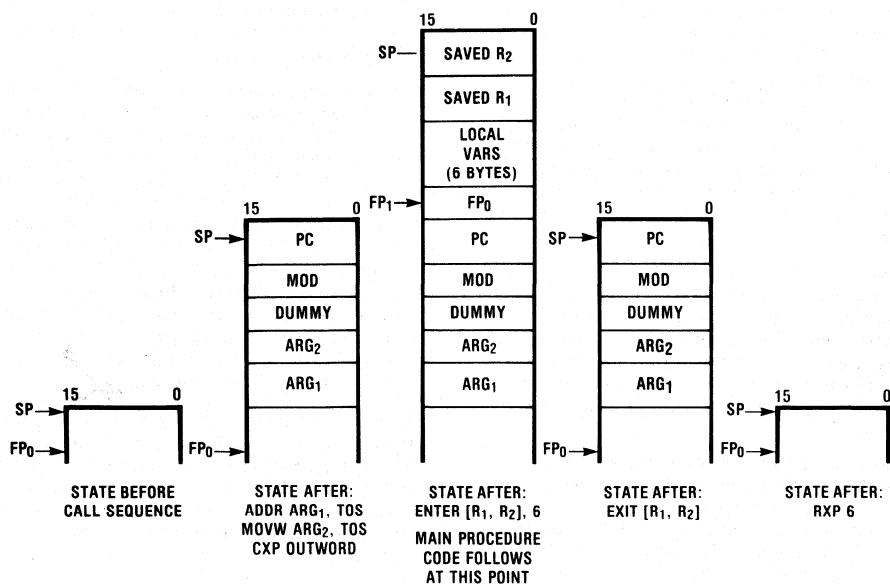 15 0
SP
SAVED R2
SAVED R1
LOCAL
VARS
(6 BYTES)
FP1
FP0
PC
MOD
DUMMY
ARG2
ARG1
STATE AFTER:
ENTER [R1, R2], 6
MAIN PROCEDURE
CODE FOLLOWS
AT THIS POINT
15 0
SP
PC
MOD
DUMMY
ARG2
ARG1
FP0
STATE AFTER:
ADDR ARG1, TOS
MOVW ARG2, TOS
CXP OUTWORD
15 0
SP
PC
MOD
DUMMY
ARG2
ARG1
FP0
STATE AFTER:
EXIT [R1, R2]
15 0
SP
FP0
STATE BEFORE
CALL SEQUENCE
15 0
SP
FP0
STATE AFTER:
RXP 6